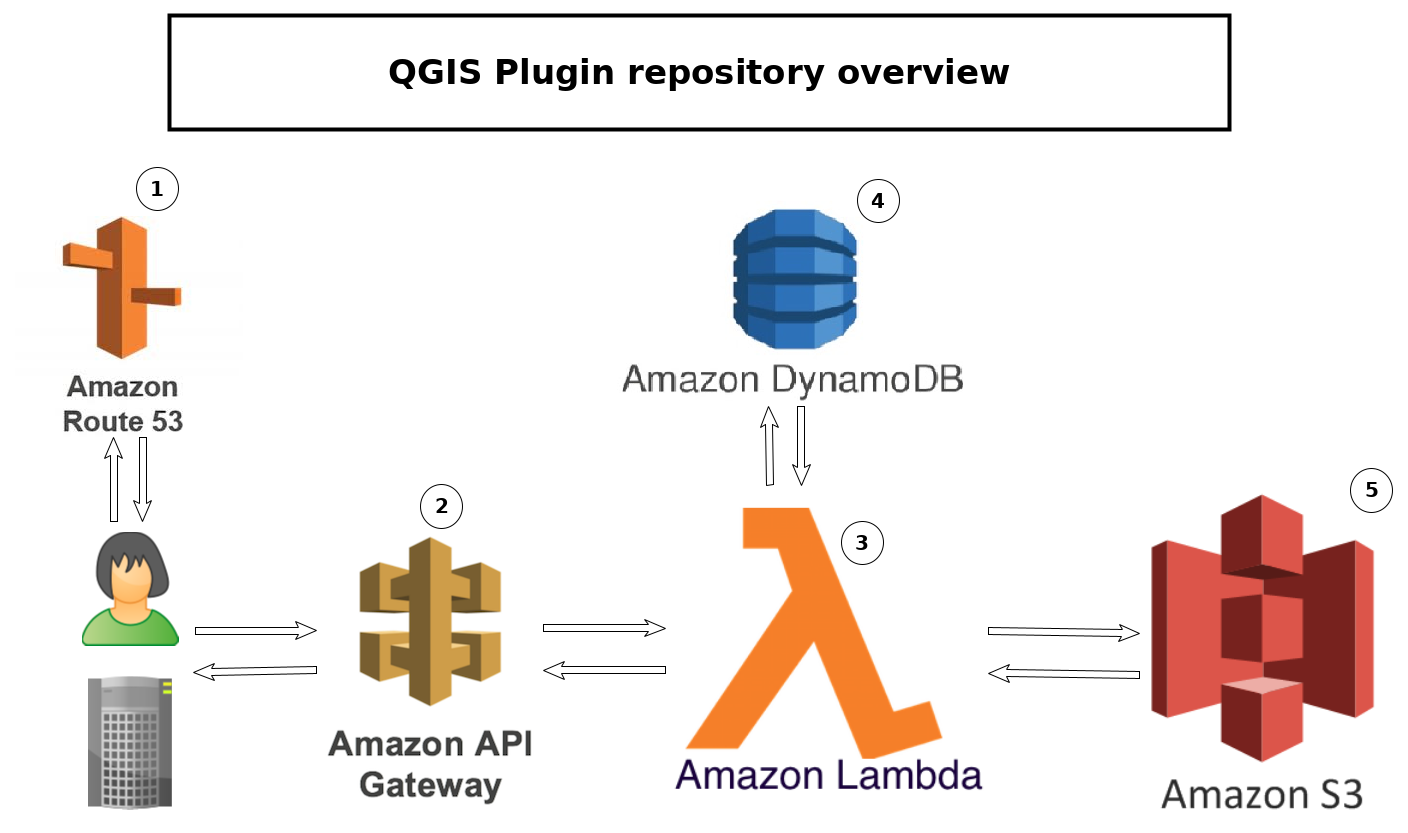 QGIS Plugin repository overview
1
Amazon
Route 53
2
Amazon API
Gateway
3
Amazon Lambda
4
Amazon DynamoDB
5
Amazon S3